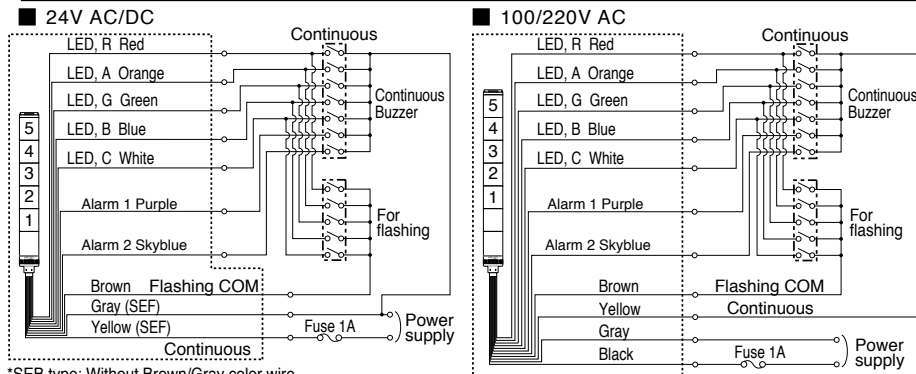 ■ 24V AC/DC
LED, R Red
LED, A Orange
LED, G Green
LED, B Blue
LED, C White
Alarm 1 Purple
Alarm 2 Skyblue
Brown Flashing COM
Gray (SEF)
Yellow (SEF)
Continuous
Continuous
Continuous
Buzzer
For
flashing
Fuse 1A
Power
supply
5
4
3
2
1
*SEB type: Without Brown/Gray color wire
■ 100/220V AC
LED, R Red
LED, A Orange
LED, G Green
LED, B Blue
LED, C White
Alarm 1 Purple
Alarm 2 Skyblue
Brown Flashing COM
Yellow Continuous
Gray
Black
Continuous
Continuous
Buzzer
For
flashing
Fuse 1A
Power
supply
5
4
3
2
1